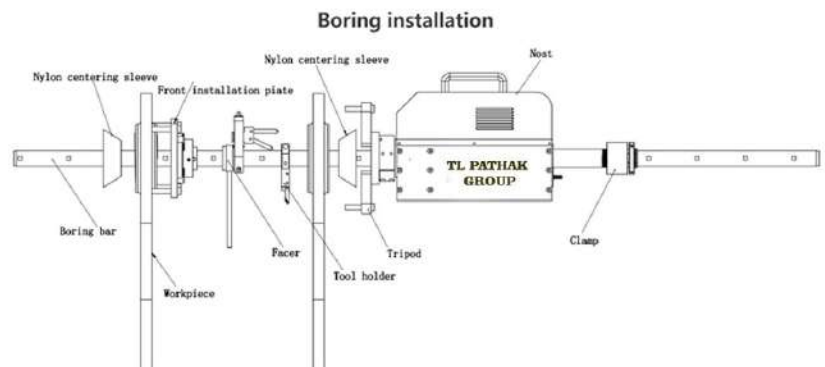 Boring installation
Nost
Nylon centering sleeve
Nylon centering sleeve
Front installation piate
TL PATHAK
GROUP
Boring bar
Facer
Tripod
Clamp
Tool holder
Workpiece